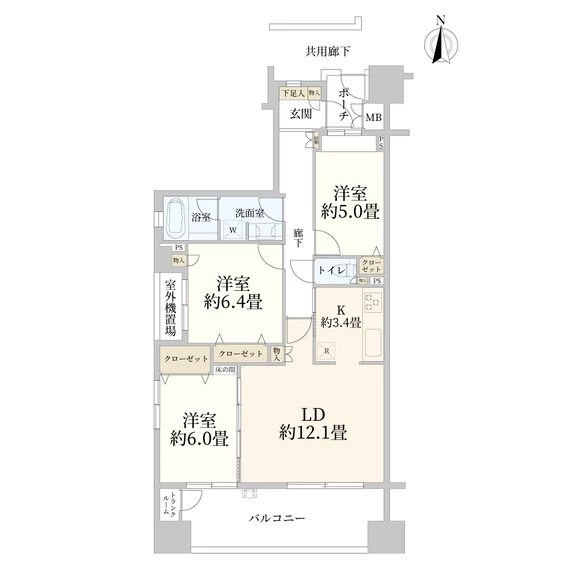 N
共用廊下
下足入
物入
ポーチ
玄関
MB
PS
洋室
約5.0畳
浴室
洗面室
W
廊下
PS
物入
洋室
約6.4畳
トイレ
クロー
ゼット
物入
PS
室外機置場
K
約3.4畳
R
クローゼット
クローゼット
物入
床の間
洋室
約6.0畳
LD
約12.1畳
トランク
ルーム
バルコニー